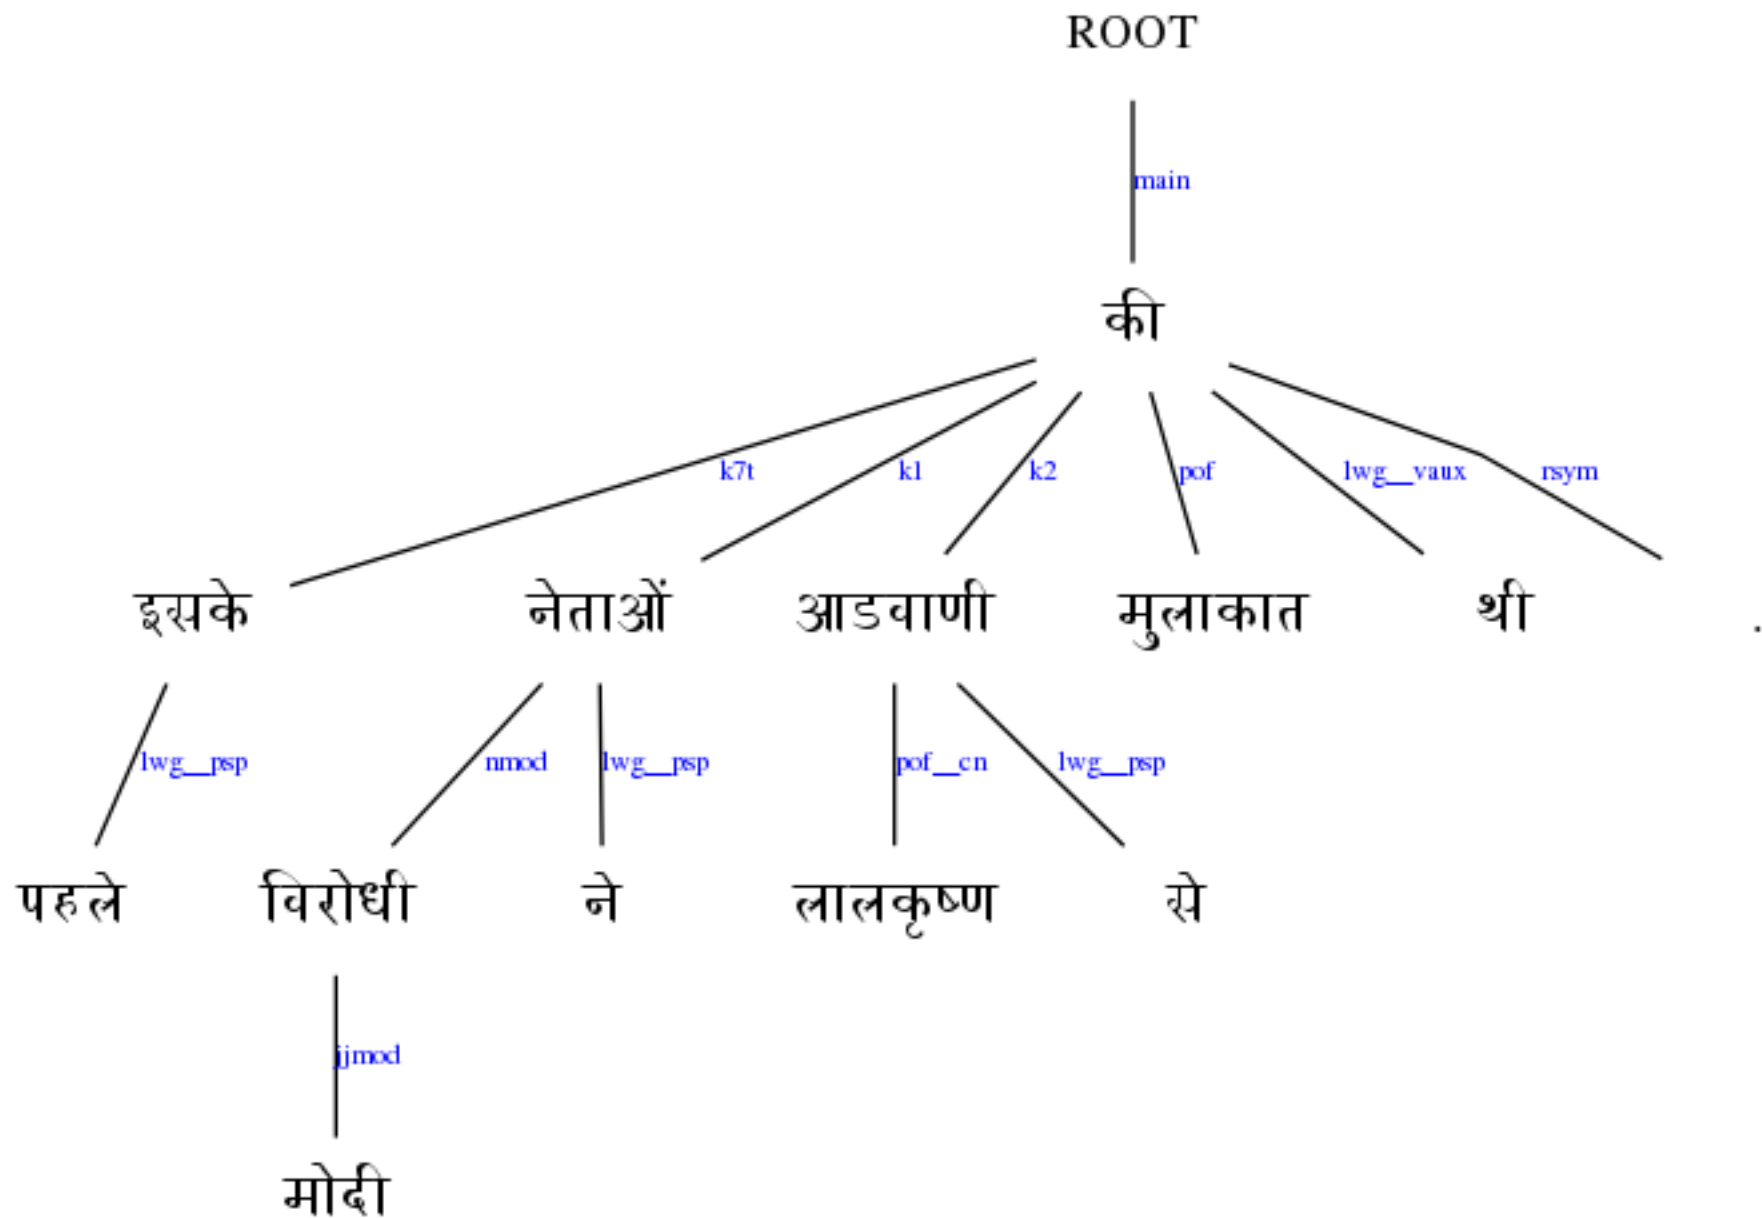 ROOT
main
की
k7t k1 k2 pof lwg__vaux rsym
इसके नेताओं आडवाणी मुलाकात थी .
lwg__psp nmod lwg__psp pof__cn lwg__psp
पहले विरोधी ने लालकृष्ण से
jjmod
मोदी